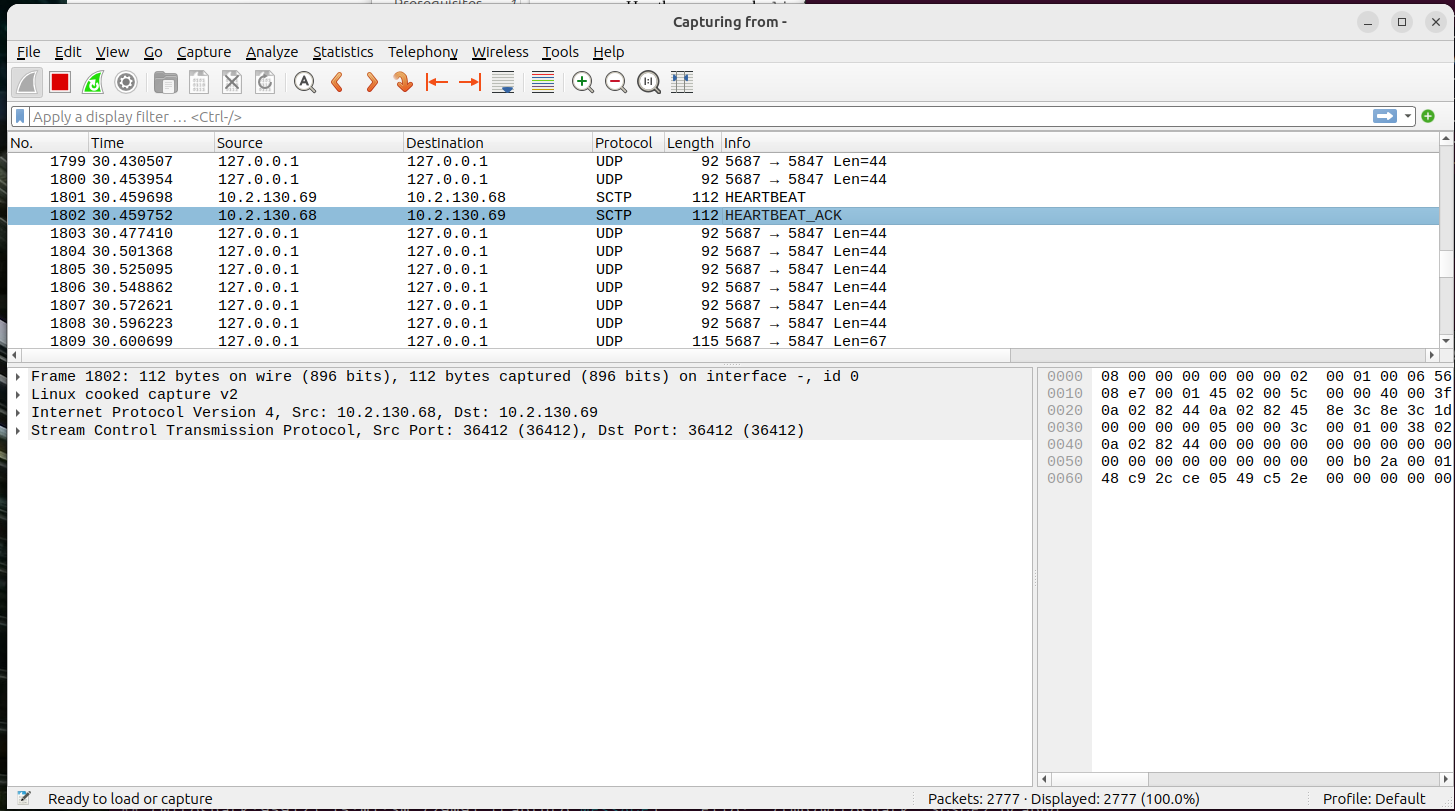 Capturing from -
File Edit View Go Capture Analyze Statistics Telephony Wireless Tools Help
Apply a display filter … <Ctrl-/>
No. Time Source Destination Protocol Length Info
1799 30.430507 127.0.0.1 127.0.0.1 UDP 92 5687 → 5847 Len=44
1800 30.453954 127.0.0.1 127.0.0.1 UDP 92 5687 → 5847 Len=44
1801 30.459698 10.2.130.69 10.2.130.68 SCTP 112 HEARTBEAT
1802 30.459752 10.2.130.68 10.2.130.69 SCTP 112 HEARTBEAT_ACK
1803 30.477410 127.0.0.1 127.0.0.1 UDP 92 5687 → 5847 Len=44
1804 30.501368 127.0.0.1 127.0.0.1 UDP 92 5687 → 5847 Len=44
1805 30.525095 127.0.0.1 127.0.0.1 UDP 92 5687 → 5847 Len=44
1806 30.548862 127.0.0.1 127.0.0.1 UDP 92 5687 → 5847 Len=44
1807 30.572621 127.0.0.1 127.0.0.1 UDP 92 5687 → 5847 Len=44
1808 30.596223 127.0.0.1 127.0.0.1 UDP 92 5687 → 5847 Len=44
1809 30.600699 127.0.0.1 127.0.0.1 UDP 115 5687 → 5847 Len=67
Frame 1802: 112 bytes on wire (896 bits), 112 bytes captured (896 bits) on interface -, id 0
Linux cooked capture v2
Internet Protocol Version 4, Src: 10.2.130.68, Dst: 10.2.130.69
Stream Control Transmission Protocol, Src Port: 36412 (36412), Dst Port: 36412 (36412)
0000 08 00 00 00 00 00 00 02 00 01 00 06 56
0010 08 e7 00 01 45 02 00 5c 00 00 40 00 3f
0020 0a 02 82 44 0a 02 82 45 8e 3c 8e 3c 1d
0030 00 00 00 00 05 00 00 3c 00 01 00 38 02
0040 0a 02 82 44 00 00 00 00 00 00 00 00 00
0050 00 00 00 00 00 00 00 00 00 b0 2a 00 01
0060 48 c9 2c ce 05 49 c5 2e 00 00 00 00 00
Ready to load or capture
Packets: 2777 · Displayed: 2777 (100.0%)
Profile: Default